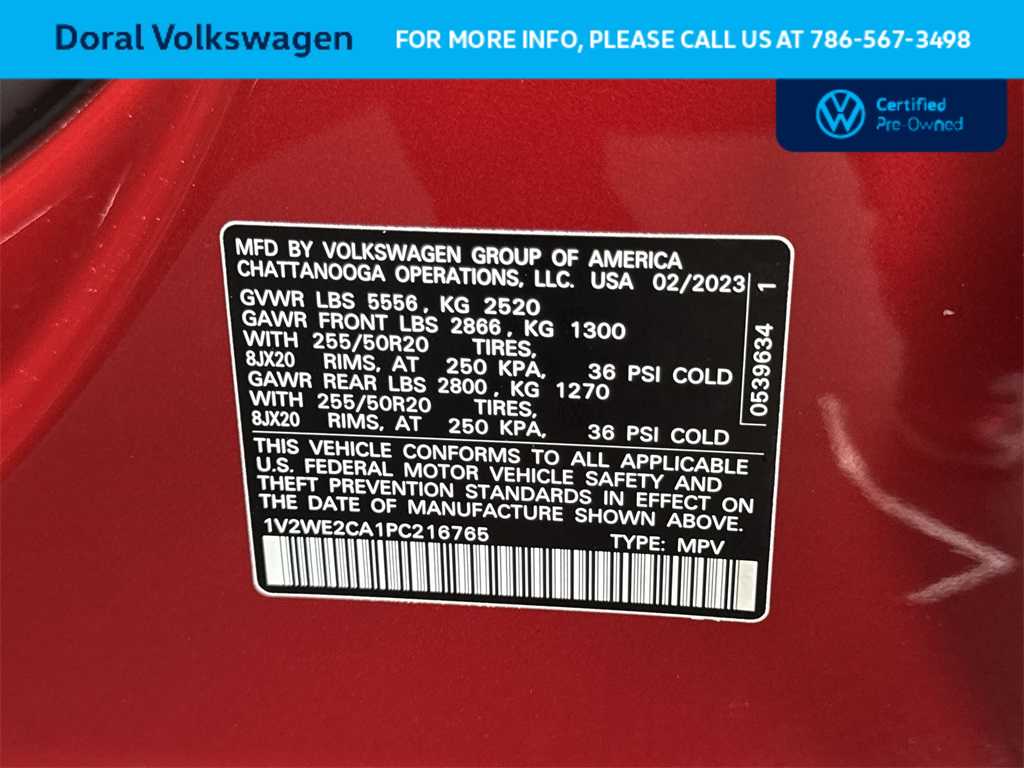 Doral Volkswagen
FOR MORE INFO, PLEASE CALL US AT 786-567-3498
Certified
Pre-Owned
MFD BY VOLKSWAGEN GROUP OF AMERICA
CHATTANOOGA OPERATIONS, LLC. USA 02/2023
GVWR LBS 5556, KG 2520
GAWR FRONT LBS 2866, KG 1300
WITH 255/50R20 TIRES,
8JX20 RIMS, AT 250 KPA, 36 PSI COLD
GAWR REAR LBS 2800, KG 1270
WITH 255/50R20 TIRES,
8JX20 RIMS, AT 250 KPA, 36 PSI COLD
0539634 1
THIS VEHICLE CONFORMS TO ALL APPLICABLE
U.S. FEDERAL MOTOR VEHICLE SAFETY AND
THEFT PREVENTION STANDARDS IN EFFECT ON
THE DATE OF MANUFACTURE SHOWN ABOVE.
1V2WE2CA1PC216765 TYPE: MPV